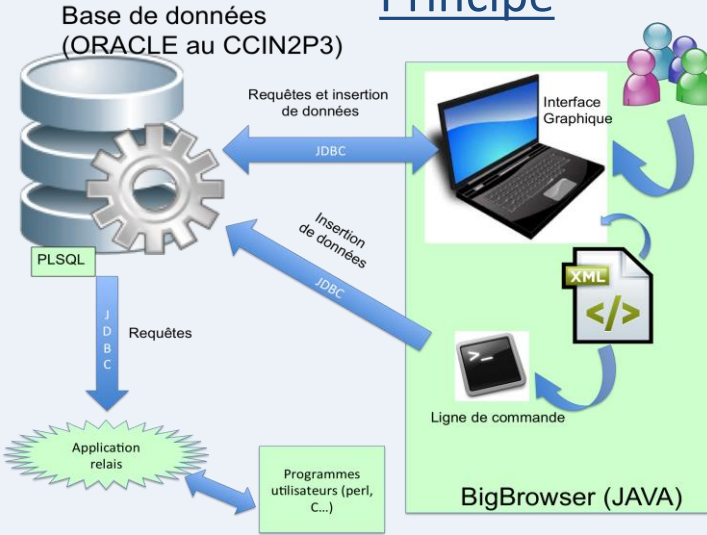 Principe
Base de données
(ORACLE au CCIN2P3)
Requêtes et insertion
de données
JDBC
Interface
Graphique
Insertion
de données
JDBC
PLSQL
XML
</>
J
D
B
C
Requêtes
>_
Ligne de commande
Application
relais
Programmes
utilisateurs (perl,
C...)
BigBrowser (JAVA)